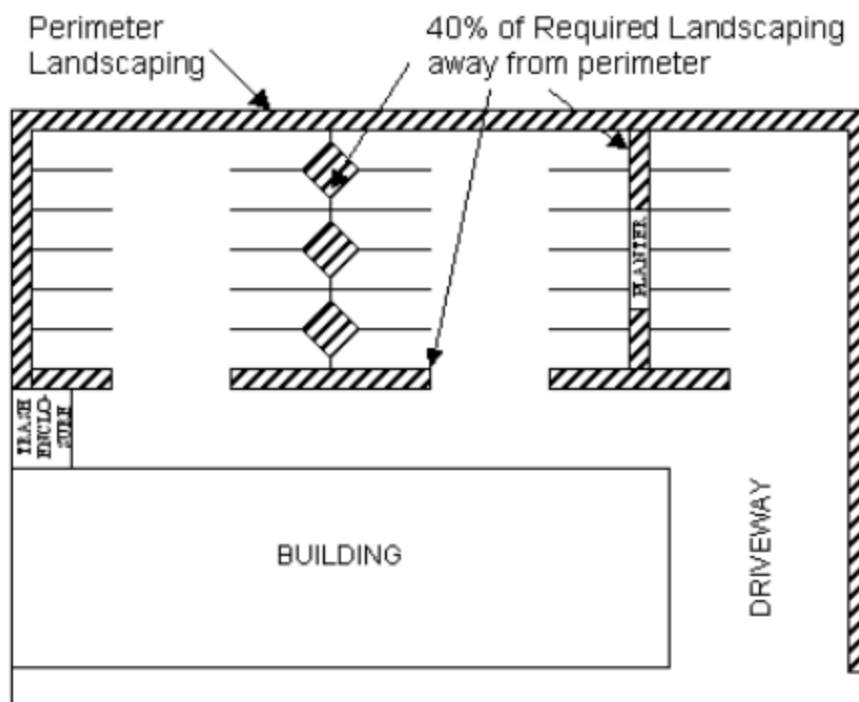 Perimeter
Landscaping
40% of Required Landscaping
away from perimeter
PLANTER
TRASH
ENCLO-
SURE
BUILDING
DRIVEWAY